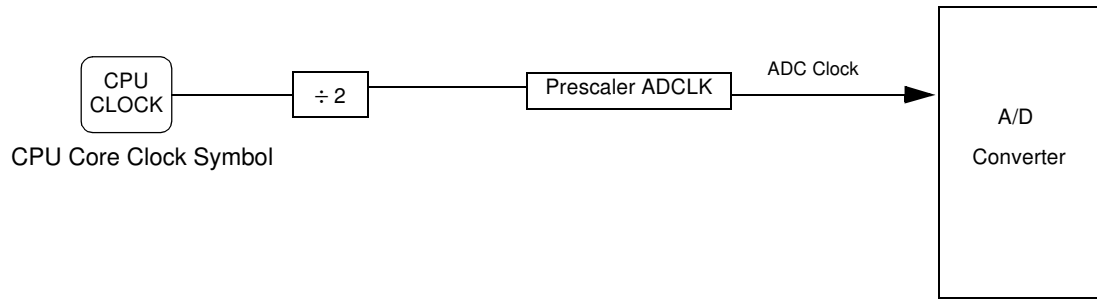 CPU
CLOCK
CPU Core Clock Symbol
÷ 2
Prescaler ADCLK
ADC Clock
A/D
Converter